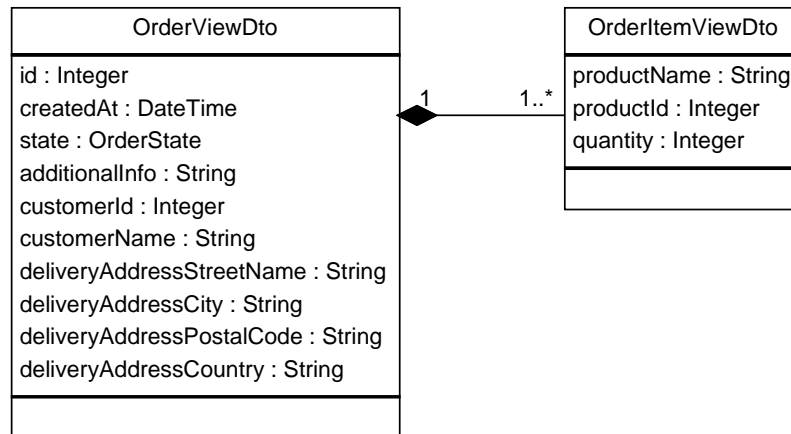 OrderViewDto
id : Integer
createdAt : DateTime
state : OrderState
additionalInfo : String
customerId : Integer
customerName : String
deliveryAddressStreetName : String
deliveryAddressCity : String
deliveryAddressPostalCode : String
deliveryAddressCountry : String
1
1..*
OrderItemViewDto
productName : String
productId : Integer
quantity : Integer